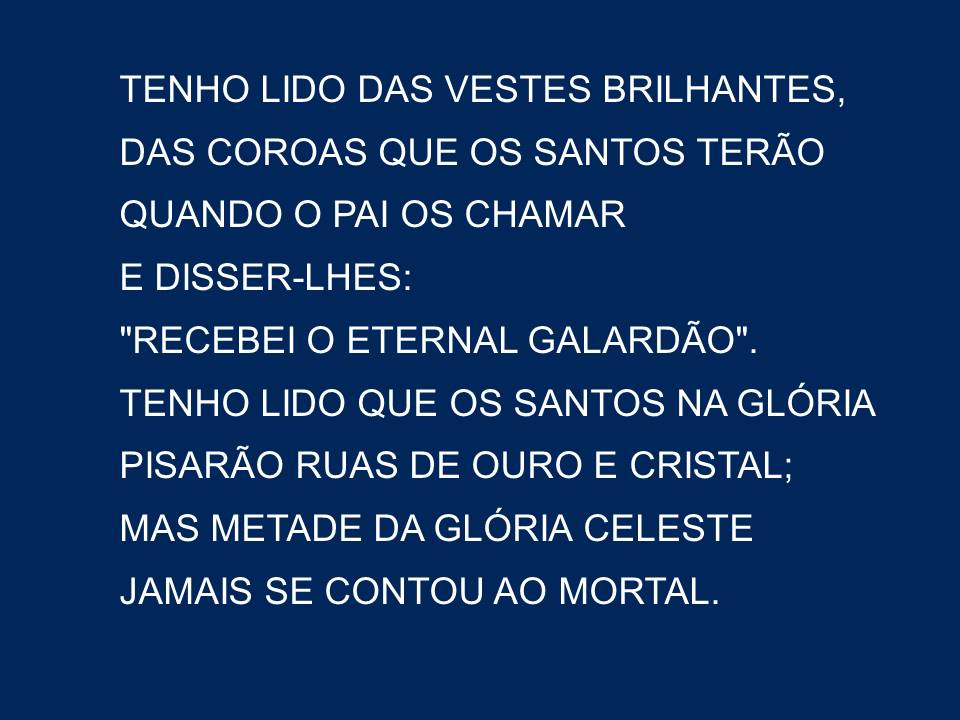 TENHO LIDO DAS VESTES BRILHANTES,
DAS COROAS QUE OS SANTOS TERÃO
QUANDO O PAI OS CHAMAR
E DISSER-LHES:
"RECEBEI O ETERNAL GALARDÃO".
TENHO LIDO QUE OS SANTOS NA GLÓRIA
PISARÃO RUAS DE OURO E CRISTAL;
MAS METADE DA GLÓRIA CELESTE
JAMAIS SE CONTOU AO MORTAL.